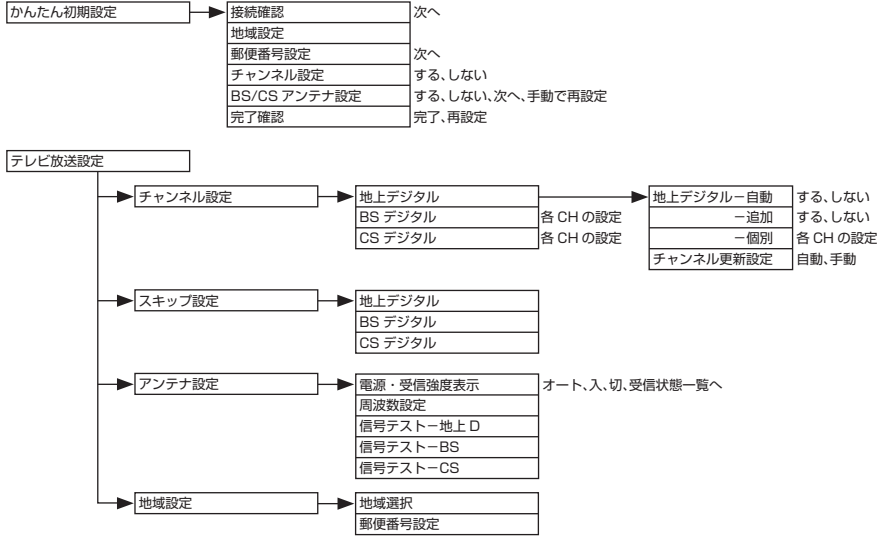 かんたん初期設定
接続確認 次へ
地域設定
郵便番号設定 次へ
チャンネル設定 する、しない
BS/CS アンテナ設定 する、しない、次へ、手動で再設定
完了確認 完了、再設定
テレビ放送設定
チャンネル設定
地上デジタル
BS デジタル 各 CH の設定
CS デジタル 各 CH の設定
地上デジタル－自動 する、しない
－追加 する、しない
－個別 各 CH の設定
チャンネル更新設定 自動、手動
スキップ設定
地上デジタル
BS デジタル
CS デジタル
アンテナ設定
電源・受信強度表示 オート、入、切、受信状態一覧へ
周波数設定
信号テスト－地上 D
信号テスト－BS
信号テスト－CS
地域設定
地域選択
郵便番号設定